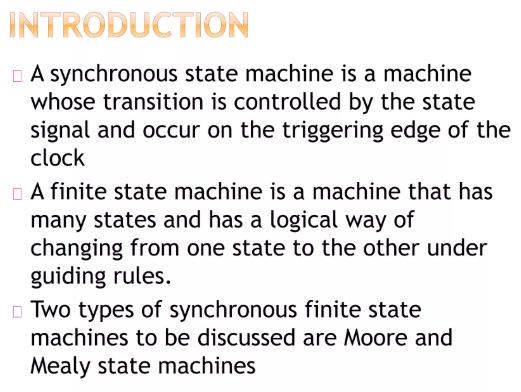 INTRODUCTION
A synchronous state machine is a machine
whose transition is controlled by the state
signal and occur on the triggering edge of the
clock
A finite state machine is a machine that has
many states and has a logical way of
changing from one state to the other under
guiding rules.
Two types of synchronous finite state
machines to be discussed are Moore and
Mealy state machines